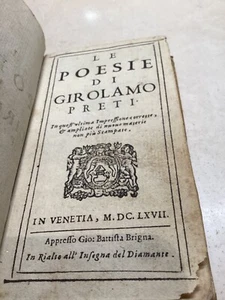 LE
POESIE
DI
GIROLAMO
PRETI
In quest'ultima Impressione corrette,
& ampliate di nuove materie
non più Stampate.
IN VENETIA, M. DC. LXVII.
Appresso Gio: Battista Brigna.
In Rialto all' Insegna del Diamante.